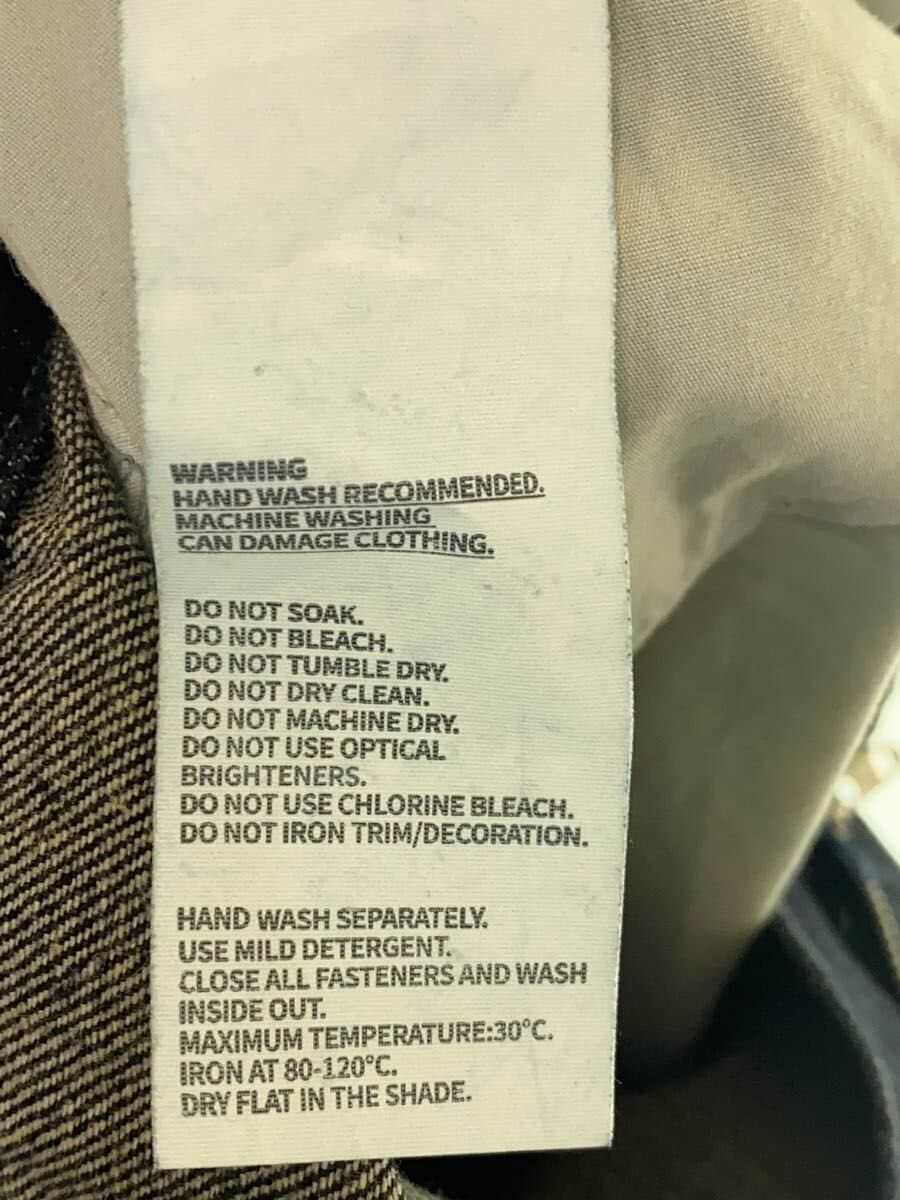 WARNING
HAND WASH RECOMMENDED.
MACHINE WASHING
CAN DAMAGE CLOTHING.
DO NOT SOAK.
DO NOT BLEACH.
DO NOT TUMBLE DRY.
DO NOT DRY CLEAN.
DO NOT MACHINE DRY.
DO NOT USE OPTICAL
BRIGHTENERS.
DO NOT USE CHLORINE BLEACH.
DO NOT IRON TRIM/DECORATION.
HAND WASH SEPARATELY.
USE MILD DETERGENT.
CLOSE ALL FASTENERS AND WASH
INSIDE OUT.
MAXIMUM TEMPERATURE:30°C.
IRON AT 80-120°C.
DRY FLAT IN THE SHADE.